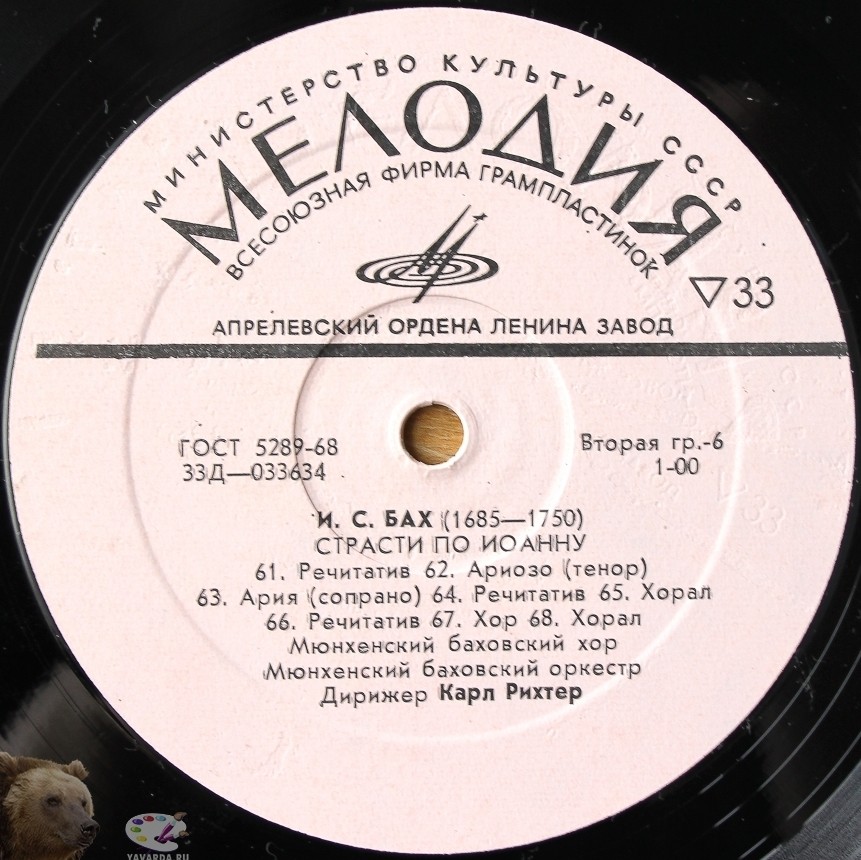 МИНИСТЕРСТВО КУЛЬТУРЫ СССР
МЕЛОДИЯ
ВСЕСОЮЗНАЯ ФИРМА ГРАМПЛАСТИНОК
33
АПРЕЛЕВСКИЙ ОРДЕНА ЛЕНИНА ЗАВОД
ГОСТ 5289-68
33Д—033634
Вторая гр.-6
1-00
И. С. БАХ (1685—1750)
СТРАСТИ ПО ИОАННУ
61. Речитатив 62. Ариозо (тенор)
63. Ария (сопрано) 64. Речитатив 65. Хорал
66. Речитатив 67. Хор 68. Хорал
Мюнхенский баховский хор
Мюнхенский баховский оркестр
Дирижер Карл Рихтер
YAVARDA.RU